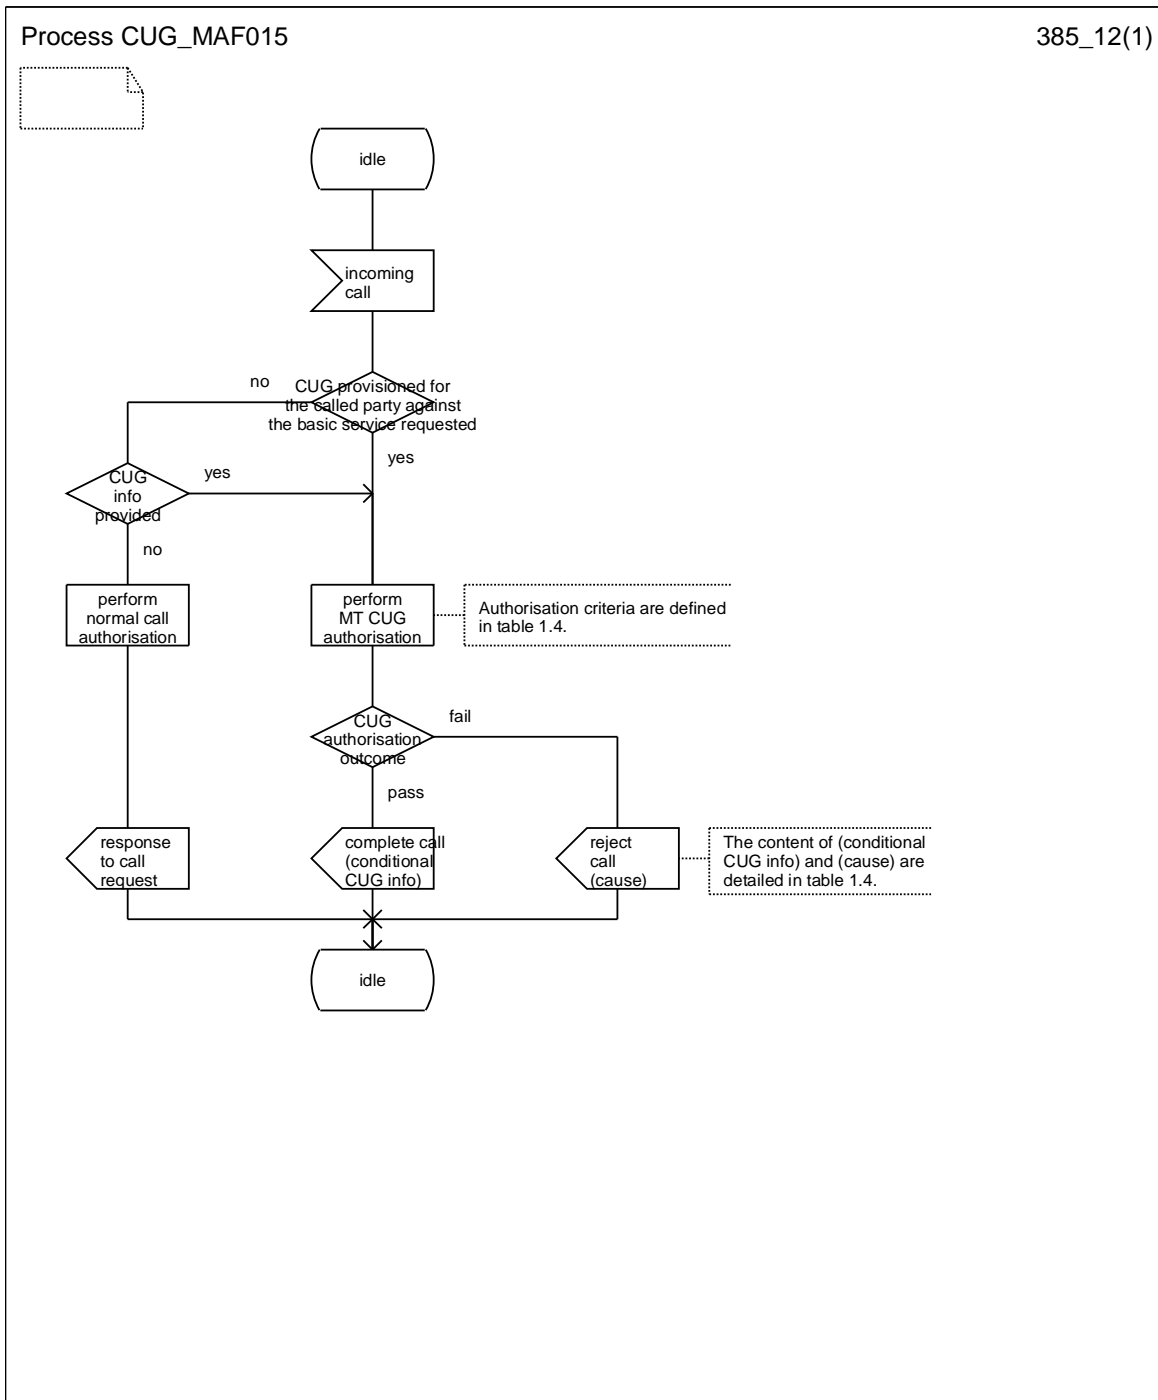 Process CUG_MAF015
385_12(1)
idle
incoming
call
no
CUG provisioned for
the called party against
the basic service requested
yes
CUG
info
provided
yes
no
perform
normal call
authorisation
perform
MT CUG
authorisation
Authorisation criteria are defined
in table 1.4.
CUG
authorisation
outcome
fail
pass
response
to call
request
complete call
(conditional
CUG info)
reject
call
(cause)
The content of (conditional
CUG info) and (cause) are
detailed in table 1.4.
idle